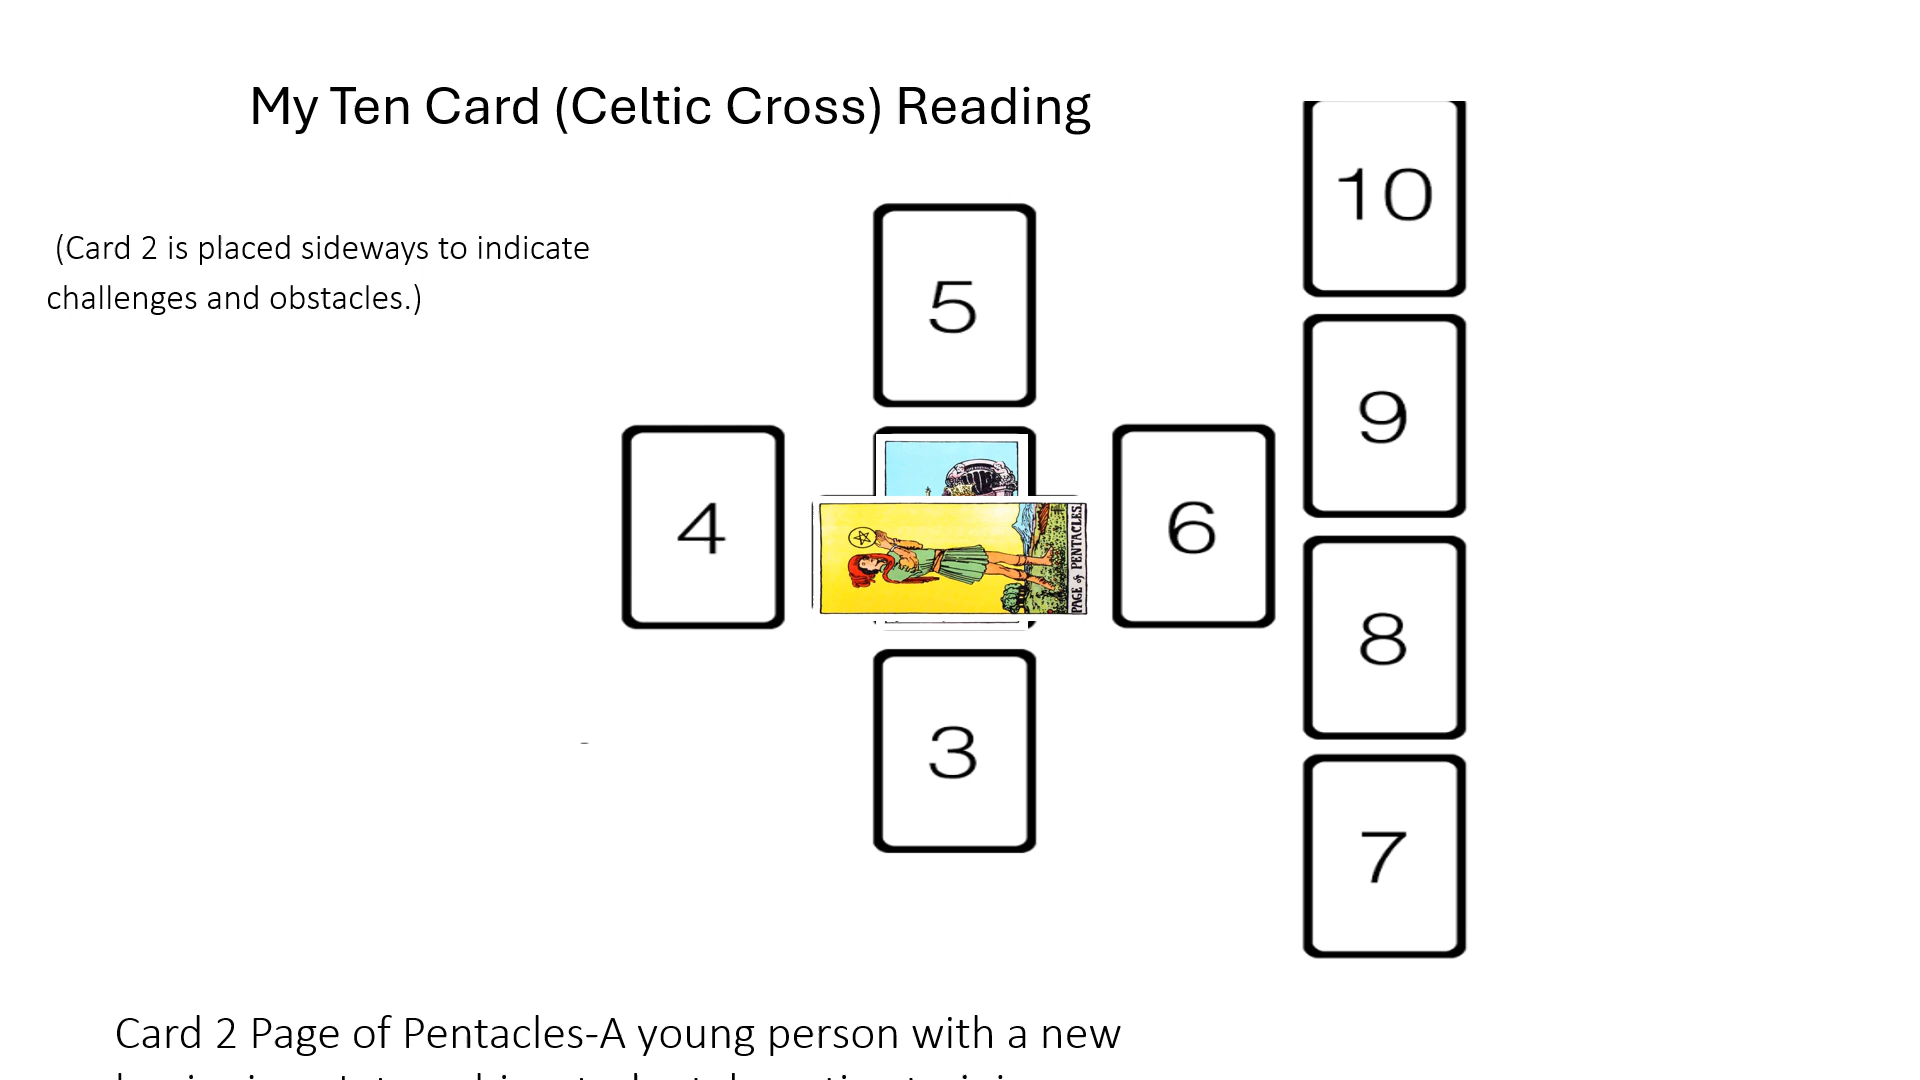 My Ten Card (Celtic Cross) Reading
(Card 2 is placed sideways to indicate
challenges and obstacles.)
10
5
9
4
6
PAGE of PENTACLES.
8
3
7
Card 2 Page of Pentacles-A young person with a new